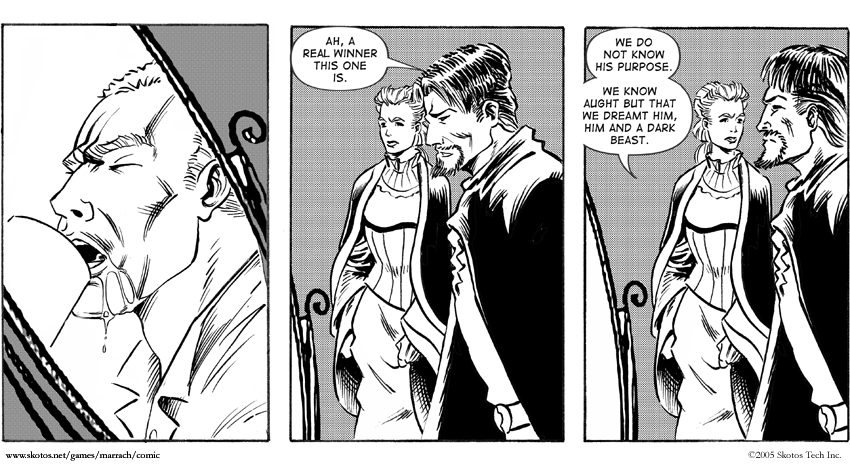 AH, A
REAL WINNER
THIS ONE
IS.
WE DO
NOT KNOW
HIS PURPOSE.
WE KNOW
AUGHT BUT THAT
WE DREAMT HIM,
HIM AND A DARK
BEAST.
www.skotos.net/games/marrach/comic
©2005 Skotos Tech Inc.